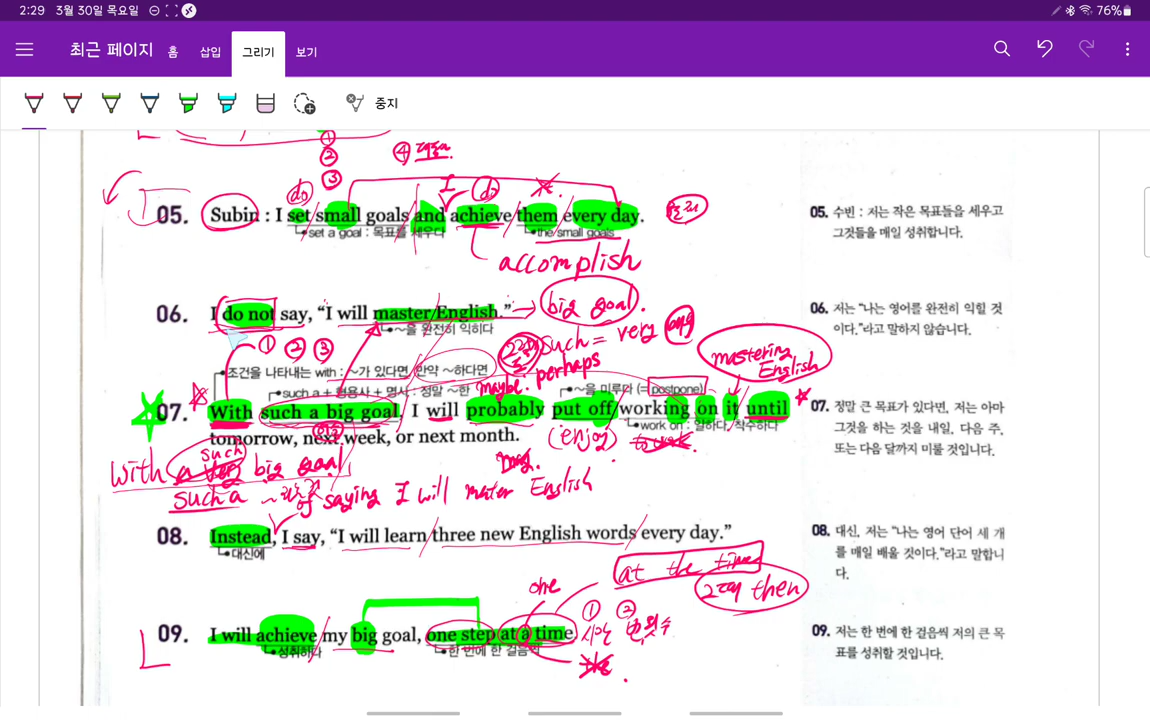 2:29 3월 30일 목요일 76%
최근 페이지 홈 삽입 그리기 보기
중지
①
②
③
④
do I do
05. Subin : I set small goals and achieve them every day.
set a goal : 목표를 세우다
the small goals
accomplish
05. 수빈 : 저는 작은 목표들을 세우고
그것들을 매일 성취합니다.
06. I do not say, “I will master English.” → big goal.
~을 완전히 익히다
06. 저는 “나는 영어를 완전히 익힐 것
이다.”라고 말하지 않습니다.
① ② ③
such = very
mastering
English
조건을 나타내는 with : ~가 있다면, 만약 ~하다면
maybe. perhaps
such a + 형용사 + 명사 : 정말 ~한
~을 미루다 (= postpone)
07. With such a big goal, I will probably put off working on it until
work on : 일하다, 착수하다
tomorrow, next week, or next month.
(enjoy)
07. 정말 큰 목표가 있다면, 저는 아마
그것을 하는 것을 내일, 다음 주,
또는 다음 달까지 미룰 것입니다.
such
with a very big goal
such a ~
saying I will mater English
08. Instead, I say, “I will learn three new English words every day.”
대신에
08. 대신, 저는 “나는 영어 단어 세 개
를 매일 배울 것이다.”라고 말합니
다.
at the time
one
then
① ②
09. I will achieve my big goal, one step at a time.
성취하다
한 번에 한 걸음씩
시간
09. 저는 한 번에 한 걸음씩 저의 큰 목
표를 성취할 것입니다.